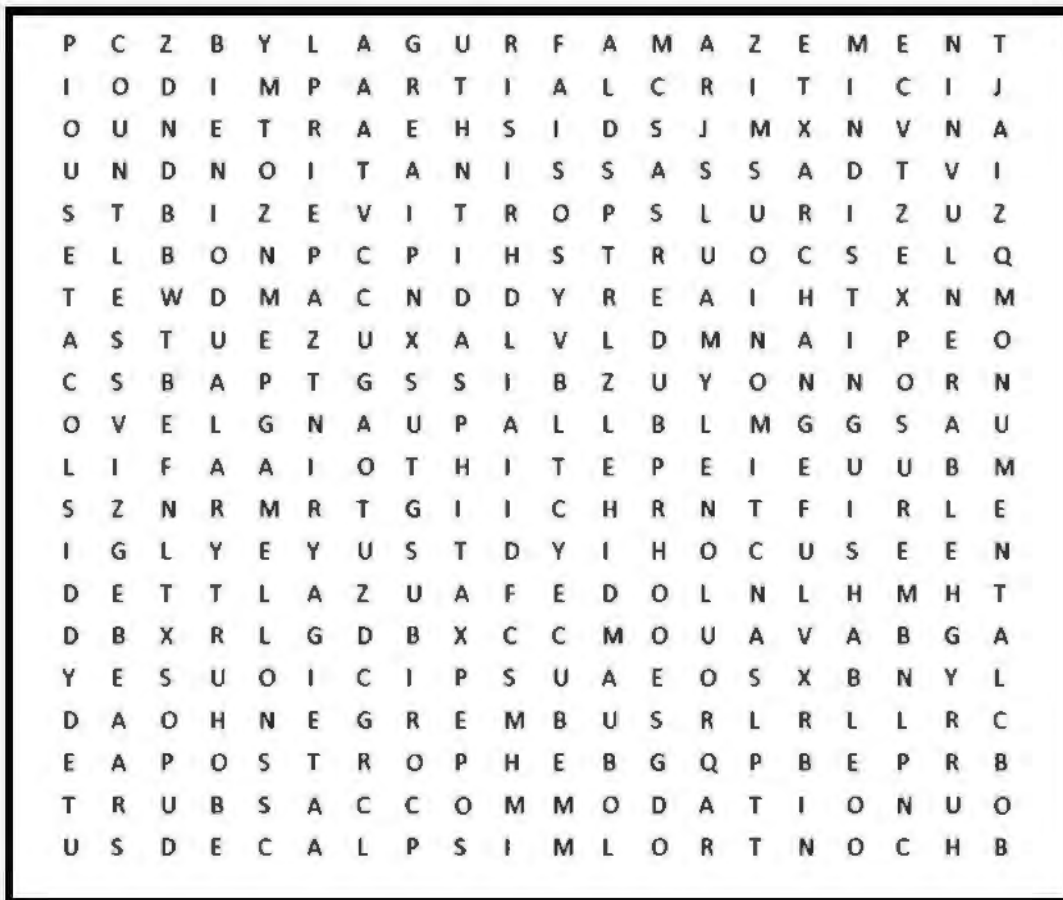 P C Z B Y L A G U R F A M A Z E M E N T
I O D I M P A R T I A L C R I T I C I J
O U N E T R A E H S I D S J M X N V N A
U N D N O I T A N I S S A S S A D T V I
S T B I Z E V I T R O P S L U R I Z U Z
E L B O N P C P I H S T R U O C S E L Q
T E W D M A C N D D Y R E A I H T X N M
A S T U E Z U X A L V L D M N A I P E O
C S B A P T G S S I B Z U Y O N N O R N
O V E L G N A U P A L L B L M G G S A U
L I F A A I O T H I T E P E I E U U B M
S Z N R M R T G I I C H R N T F I R L E
I G L Y E Y U S T D Y I H O C U S E E N
D E T T L A Z U A F E D O L N L H M H T
D B X R L G D B X C C M O U A V A B G A
Y E S U O I C I P S U A E O S X B N Y L
D A O H N E G R E M B U S R L R L L R C
E A P O S T R O P H E B G Q P B E P R B
T R U B S A C C O M M O D A T I O N U O
U S D E C A L P S I M L O R T N O C H B